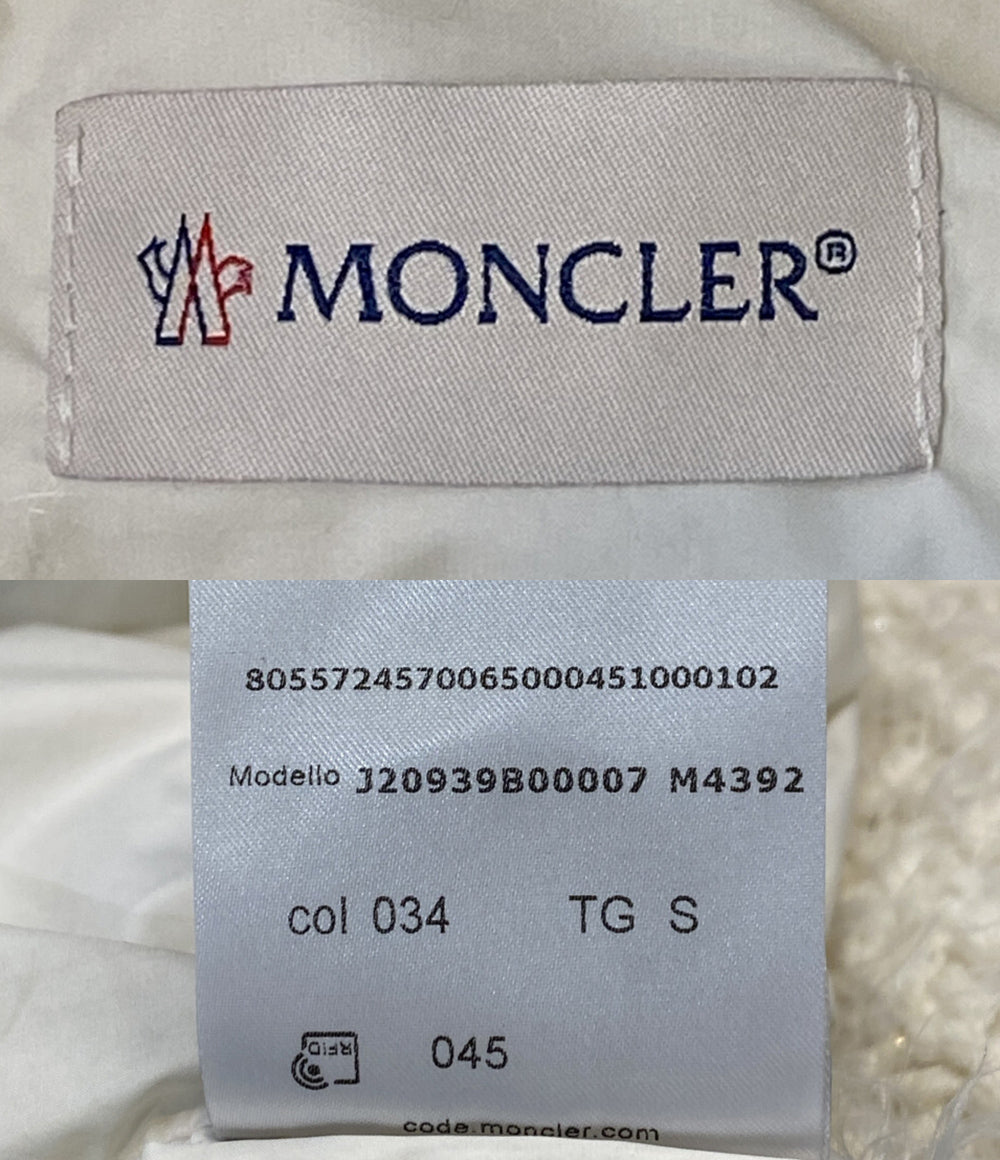 MONCLER®
8055724570065000451000102
Modello J20939B00007 M4392
col 034 TG S
RFID 045
code.moncler.com